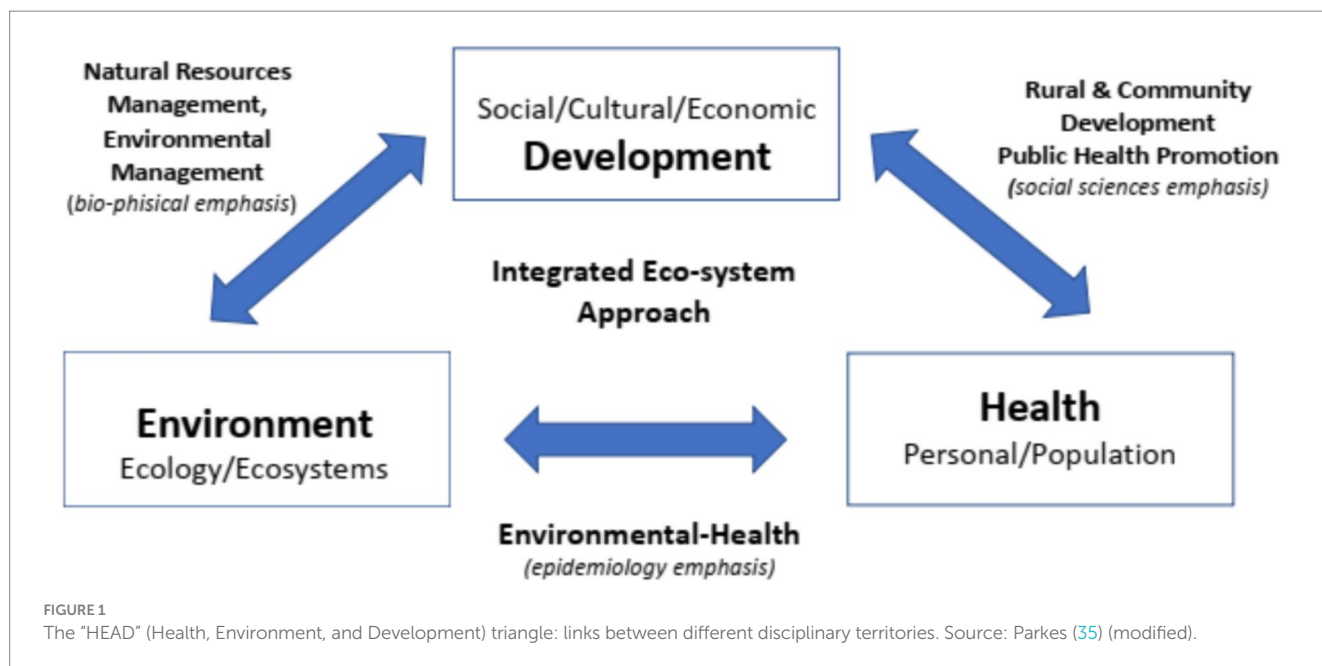 Natural Resources
Management,
Environmental
Management
(bio-phisical emphasis)
Social/Cultural/Economic
Development
Rural & Community
Development
Public Health Promotion
(social sciences emphasis)
Integrated Eco-system
Approach
Environment
Ecology/Ecosystems
Health
Personal/Population
Environmental-Health
(epidemiology emphasis)
FIGURE 1
The "HEAD" (Health, Environment, and Development) triangle: links between different disciplinary territories. Source: Parkes (35) (modified).